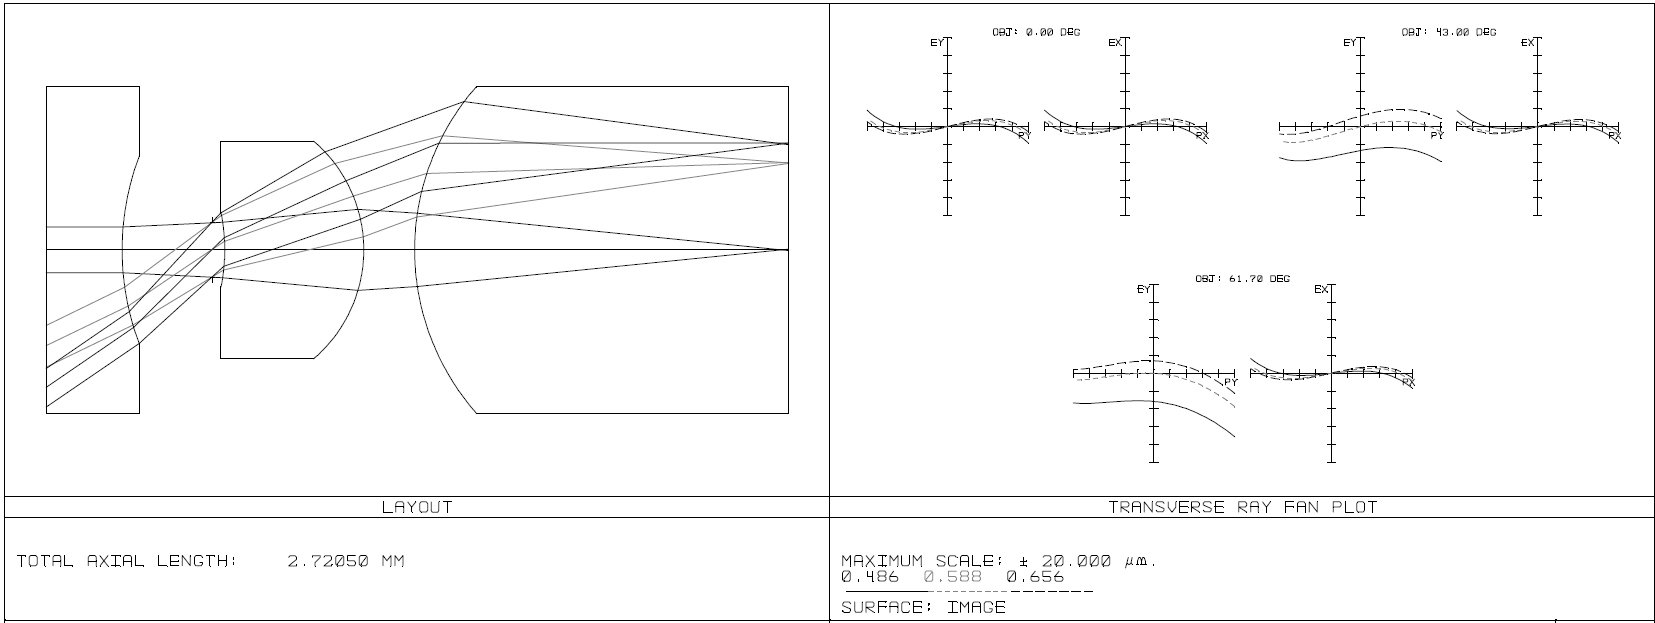 OBJ: 0.00 DEG
OBJ: 43.00 DEG
EY
EX
EY
EX
PY
PX
PY
PX
OBJ: 61.70 DEG
EY
EX
PY
PX
LAYOUT
TRANSVERSE RAY FAN PLOT
TOTAL AXIAL LENGTH: 2.72050 MM
MAXIMUM SCALE: ± 20.000 µm.
0.486 0.588 0.656
SURFACE: IMAGE